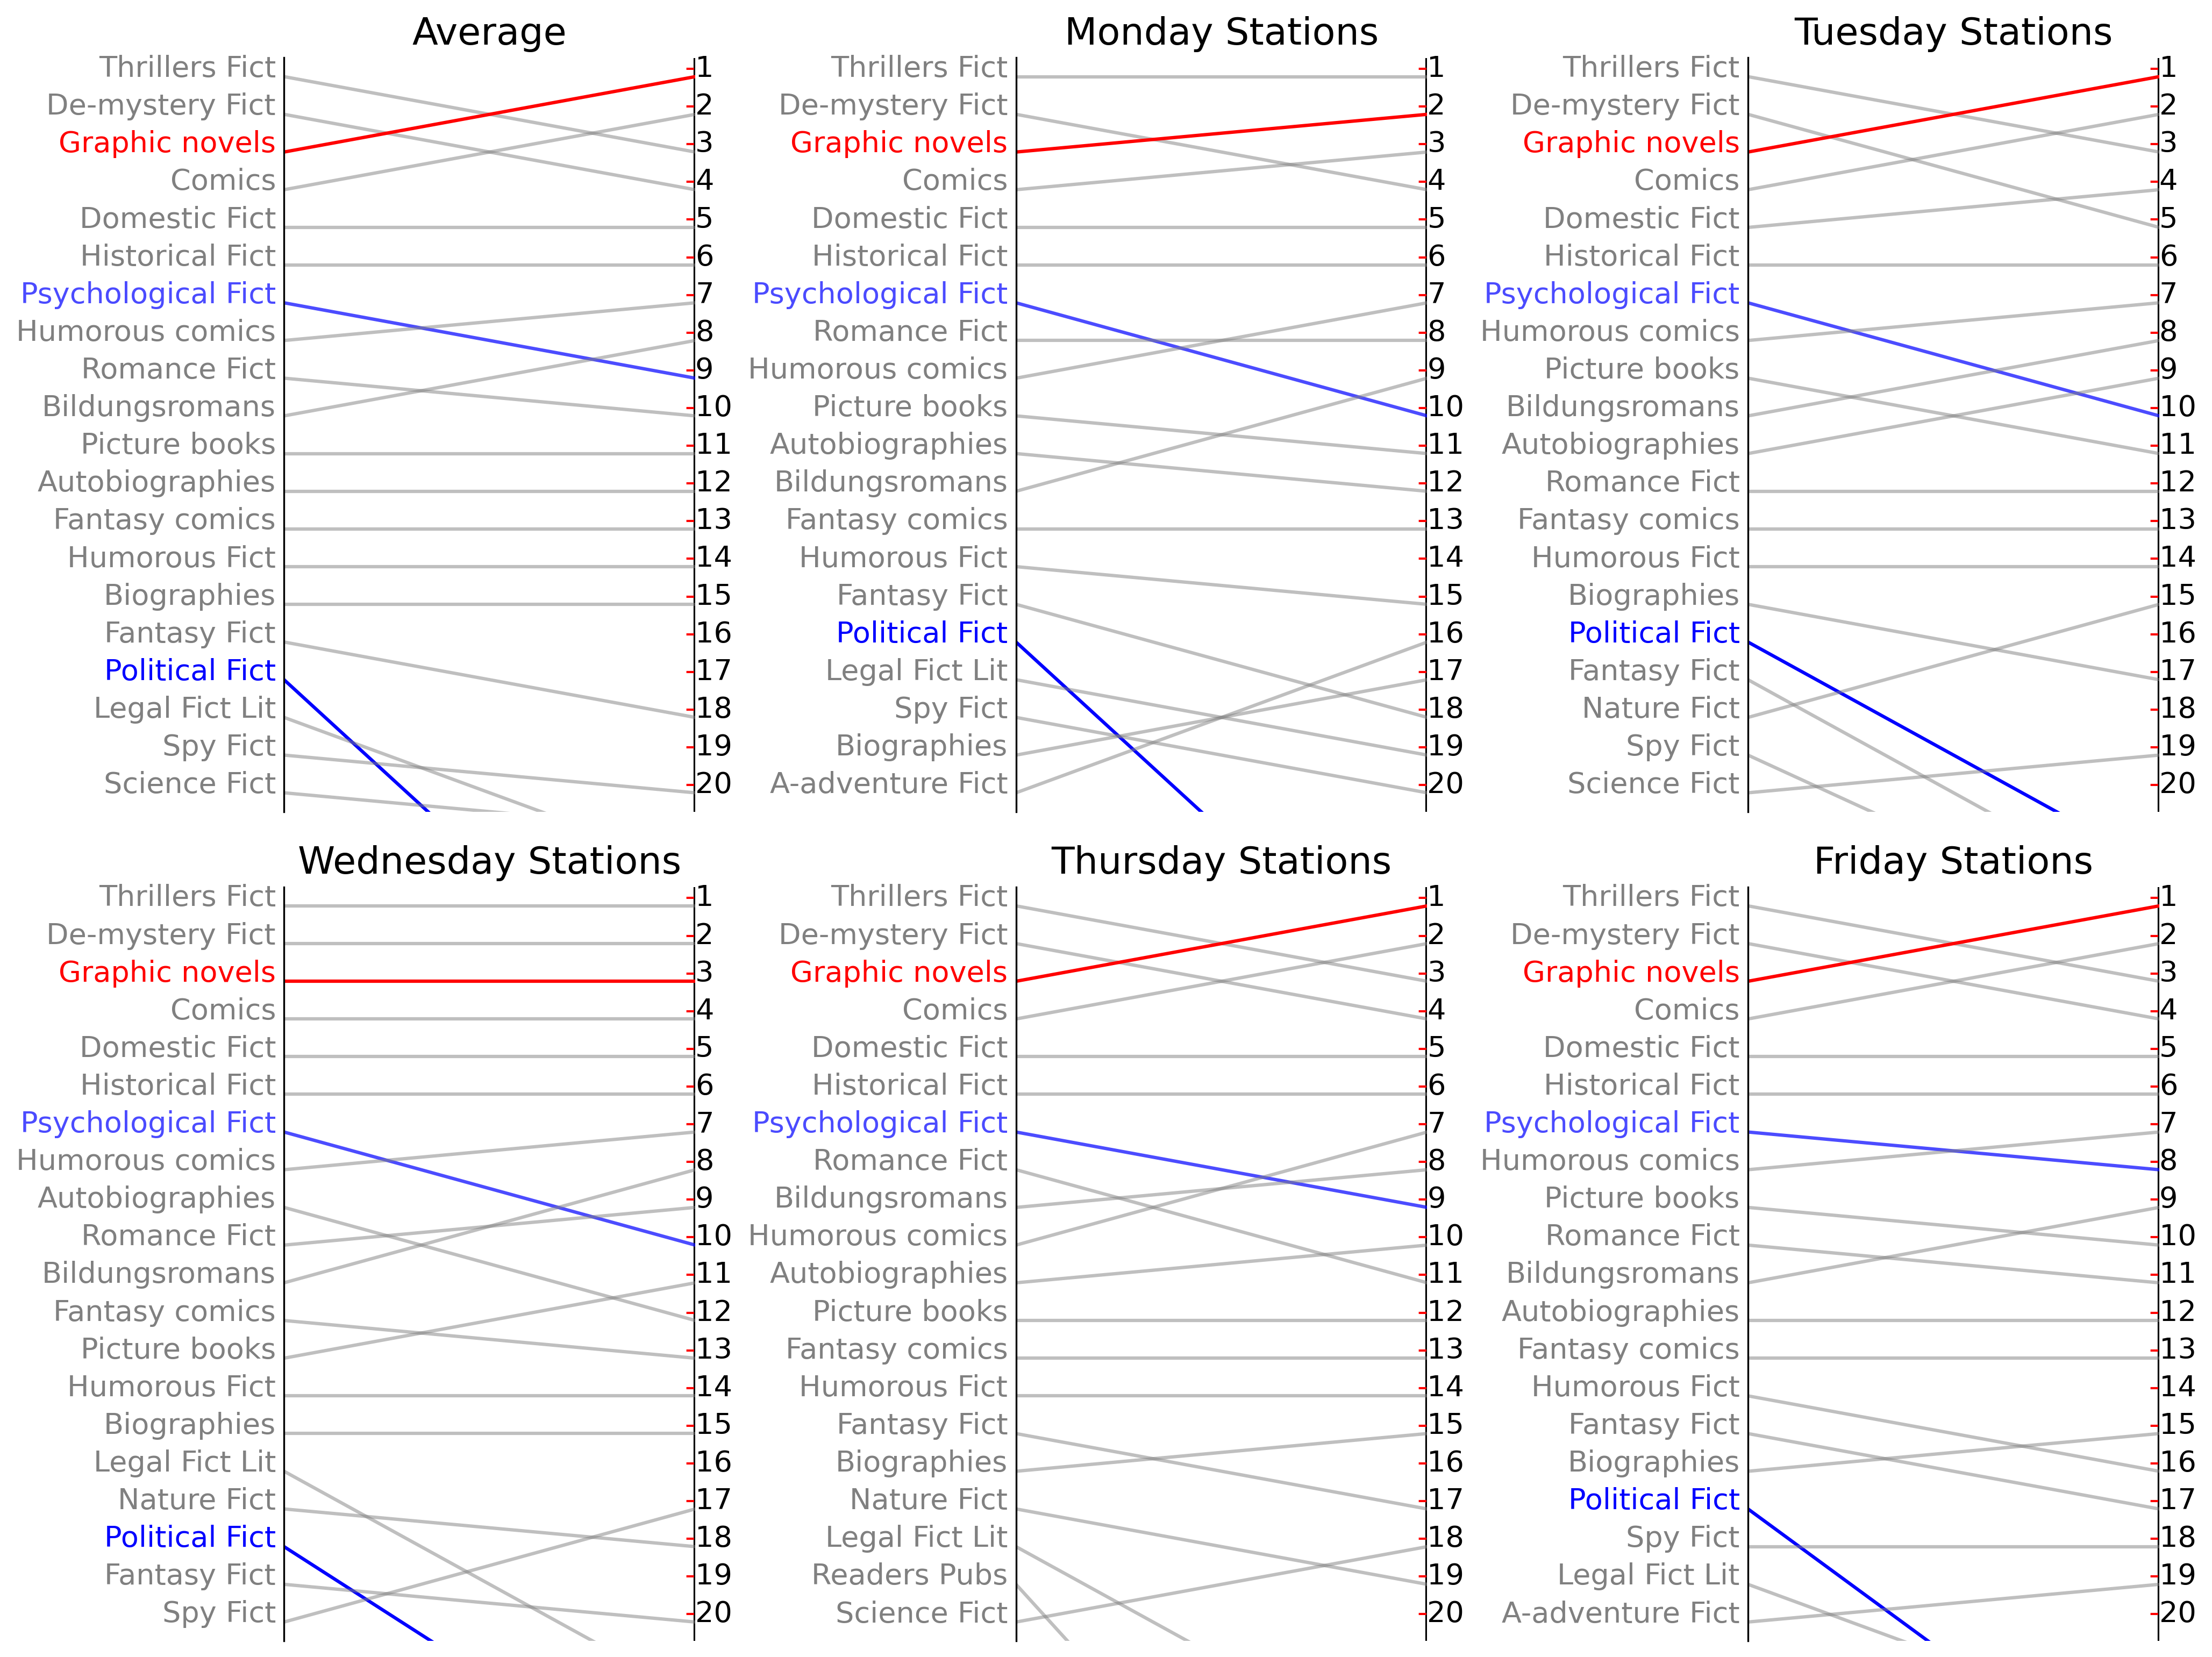 Average
Thrillers Fict 1
De-mystery Fict 2
Graphic novels 3
Comics 4
Domestic Fict 5
Historical Fict 6
Psychological Fict 7
Humorous comics 8
Romance Fict 9
Bildungsromans 10
Picture books 11
Autobiographies 12
Fantasy comics 13
Humorous Fict 14
Biographies 15
Fantasy Fict 16
Political Fict 17
Legal Fict Lit 18
Spy Fict 19
Science Fict 20
Monday Stations
Thrillers Fict 1
De-mystery Fict 2
Graphic novels 3
Comics 4
Domestic Fict 5
Historical Fict 6
Psychological Fict 7
Romance Fict 8
Humorous comics 9
Picture books 10
Autobiographies 11
Bildungsromans 12
Fantasy comics 13
Humorous Fict 14
Fantasy Fict 15
Political Fict 16
Legal Fict Lit 17
Spy Fict 18
Biographies 19
A-adventure Fict 20
Tuesday Stations
Thrillers Fict 1
De-mystery Fict 2
Graphic novels 3
Comics 4
Domestic Fict 5
Historical Fict 6
Psychological Fict 7
Humorous comics 8
Picture books 9
Bildungsromans 10
Autobiographies 11
Romance Fict 12
Fantasy comics 13
Humorous Fict 14
Biographies 15
Political Fict 16
Fantasy Fict 17
Nature Fict 18
Spy Fict 19
Science Fict 20
Wednesday Stations
Thrillers Fict 1
De-mystery Fict 2
Graphic novels 3
Comics 4
Domestic Fict 5
Historical Fict 6
Psychological Fict 7
Humorous comics 8
Autobiographies 9
Romance Fict 10
Bildungsromans 11
Fantasy comics 12
Picture books 13
Humorous Fict 14
Biographies 15
Legal Fict Lit 16
Nature Fict 17
Political Fict 18
Fantasy Fict 19
Spy Fict 20
Thursday Stations
Thrillers Fict 1
De-mystery Fict 2
Graphic novels 3
Comics 4
Domestic Fict 5
Historical Fict 6
Psychological Fict 7
Romance Fict 8
Bildungsromans 9
Humorous comics 10
Autobiographies 11
Picture books 12
Fantasy comics 13
Humorous Fict 14
Fantasy Fict 15
Biographies 16
Nature Fict 17
Legal Fict Lit 18
Readers Pubs 19
Science Fict 20
Friday Stations
Thrillers Fict 1
De-mystery Fict 2
Graphic novels 3
Comics 4
Domestic Fict 5
Historical Fict 6
Psychological Fict 7
Humorous comics 8
Picture books 9
Romance Fict 10
Bildungsromans 11
Autobiographies 12
Fantasy comics 13
Humorous Fict 14
Fantasy Fict 15
Biographies 16
Political Fict 17
Spy Fict 18
Legal Fict Lit 19
A-adventure Fict 20